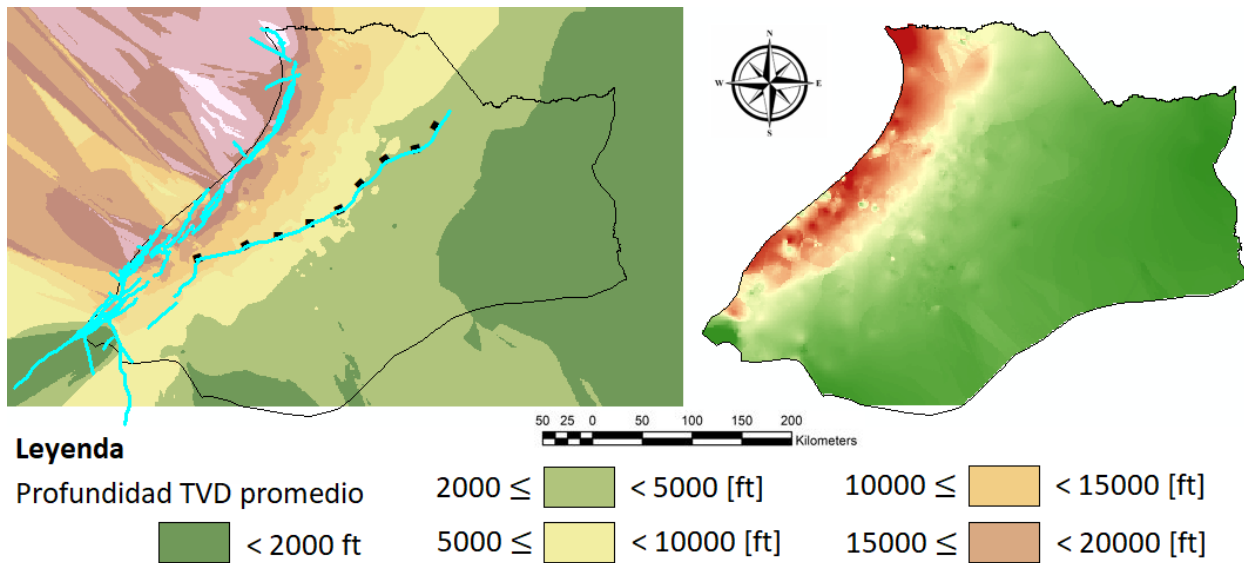 N
W E
S
50 25 0 50 100 150 200
Kilometers
Leyenda
Profundidad TVD promedio
< 2000 ft
2000 ≤ < 5000 [ft]
5000 ≤ < 10000 [ft]
10000 ≤ < 15000 [ft]
15000 ≤ < 20000 [ft]